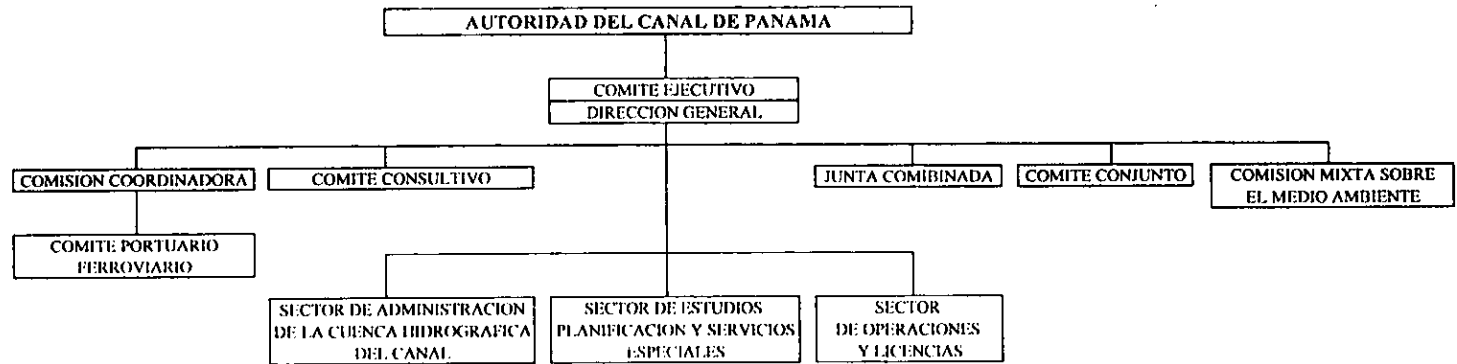 AUTORIDAD DEL CANAL DE PANAMA
COMITE EJECUTIVO
DIRECCION GENERAL
COMISION COORDINADORA
COMITE CONSULTIVO
JUNTA COMIBINADA
COMITE CONJUNTO
COMISION MIXTA SOBRE
EL MEDIO AMBIENTE
COMITE PORTUARIO
FERROVIARIO
SECTOR DE ADMINISTRACION
DE LA CUENCA HIDROGRAFICA
DEL CANAL
SECTOR DE ESTUDIOS
PLANIFICACION Y SERVICIOS
ESPECIALES
SECTOR
DE OPERACIONES
Y LICENCIAS